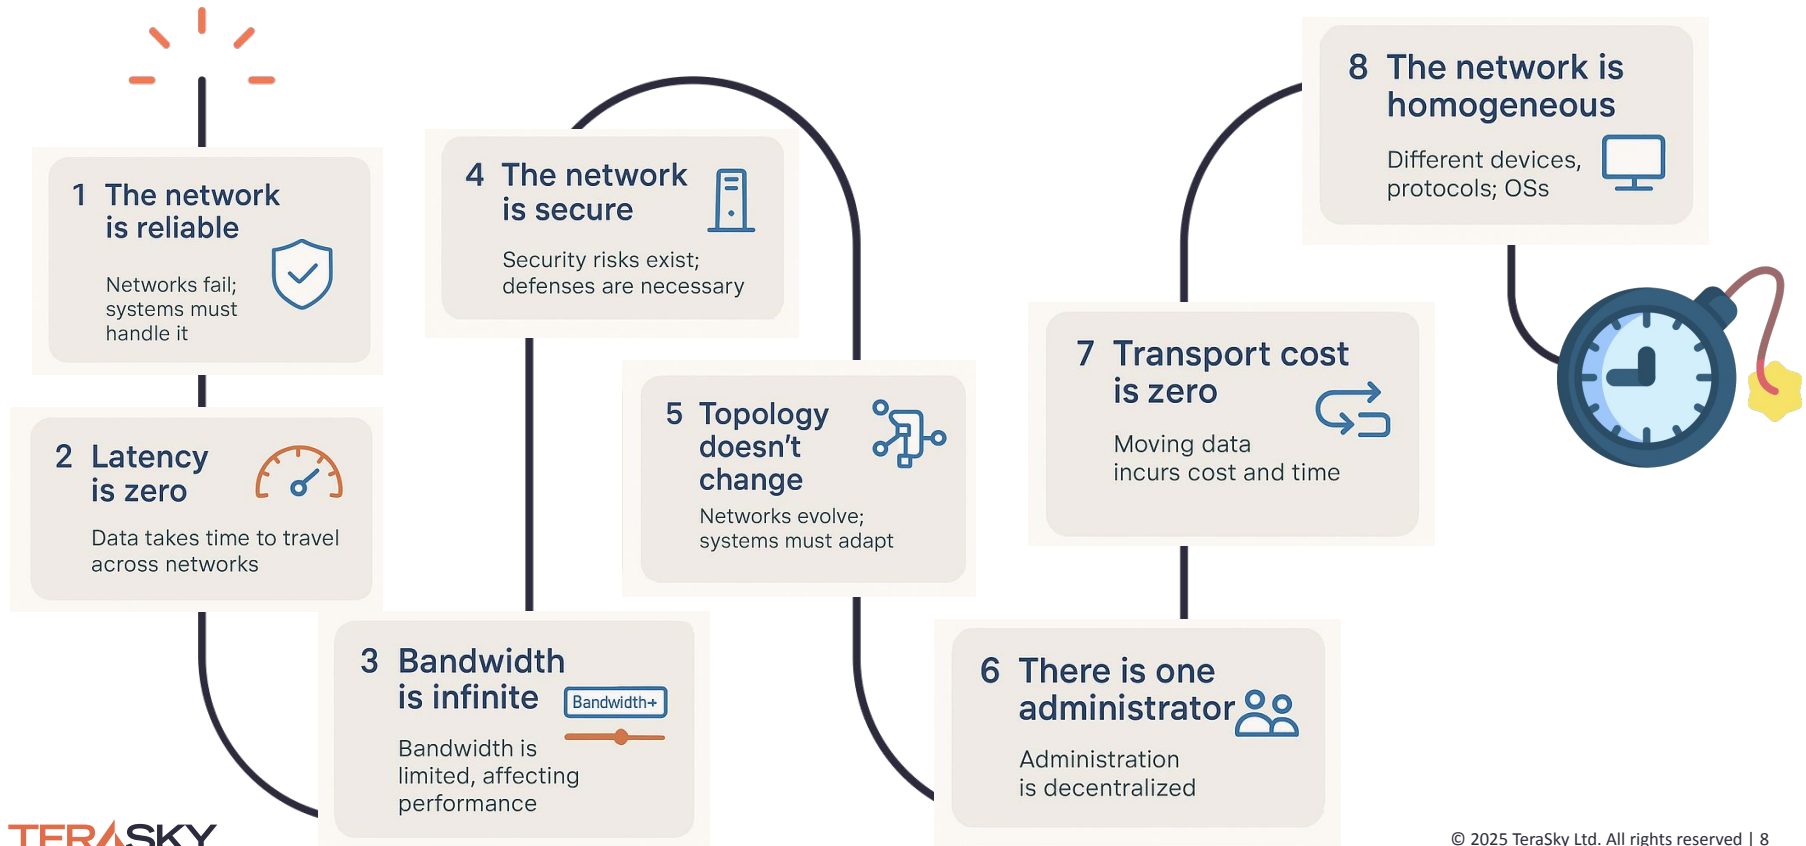 1 The network
is reliable
Networks fail;
systems must
handle it
2 Latency
is zero
Data takes time to travel
across networks
3 Bandwidth
is infinite
Bandwidth+
Bandwidth is
limited, affecting
performance
4 The network
is secure
Security risks exist;
defenses are necessary
5 Topology
doesn't
change
Networks evolve;
systems must adapt
6 There is one
administrator
Administration
is decentralized
7 Transport cost
is zero
Moving data
incurs cost and time
8 The network is
homogeneous
Different devices,
protocols; OSs
TERASKY
© 2025 TeraSky Ltd. All rights reserved | 8